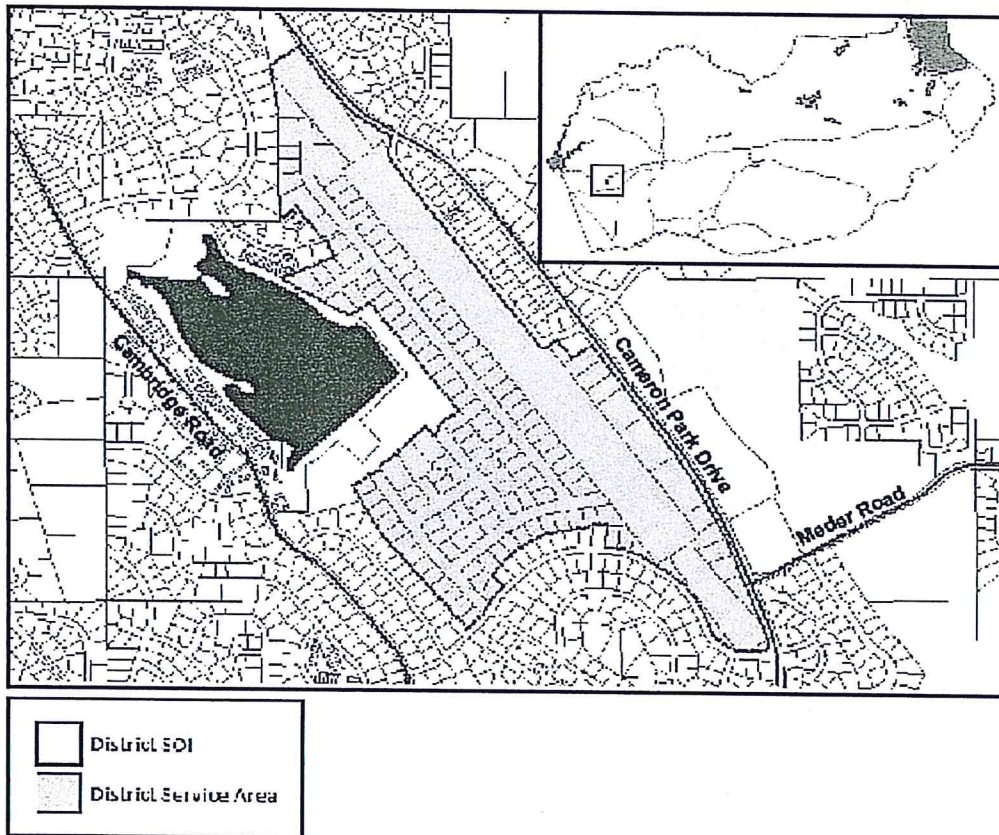 Cambridge Road
Cameron Park Drive
Meder Road
District SOI
District Service Area